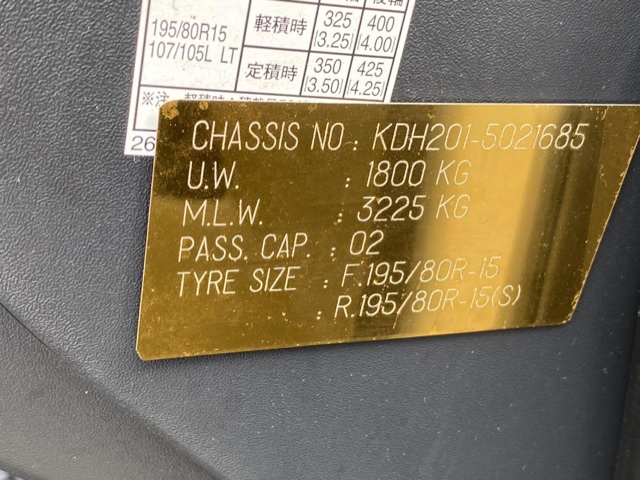 195/80R15
107/105L LT
軽積時 325 (3.25) 400 (4.00)
定積時 350 (3.50) 425 (4.25)
26
CHASSIS NO : KDH201-5021685
U.W. : 1800 KG
M.L.W. : 3225 KG
PASS. CAP. : 02
TYRE SIZE : F.195/80R-15
: R.195/80R-15(S)